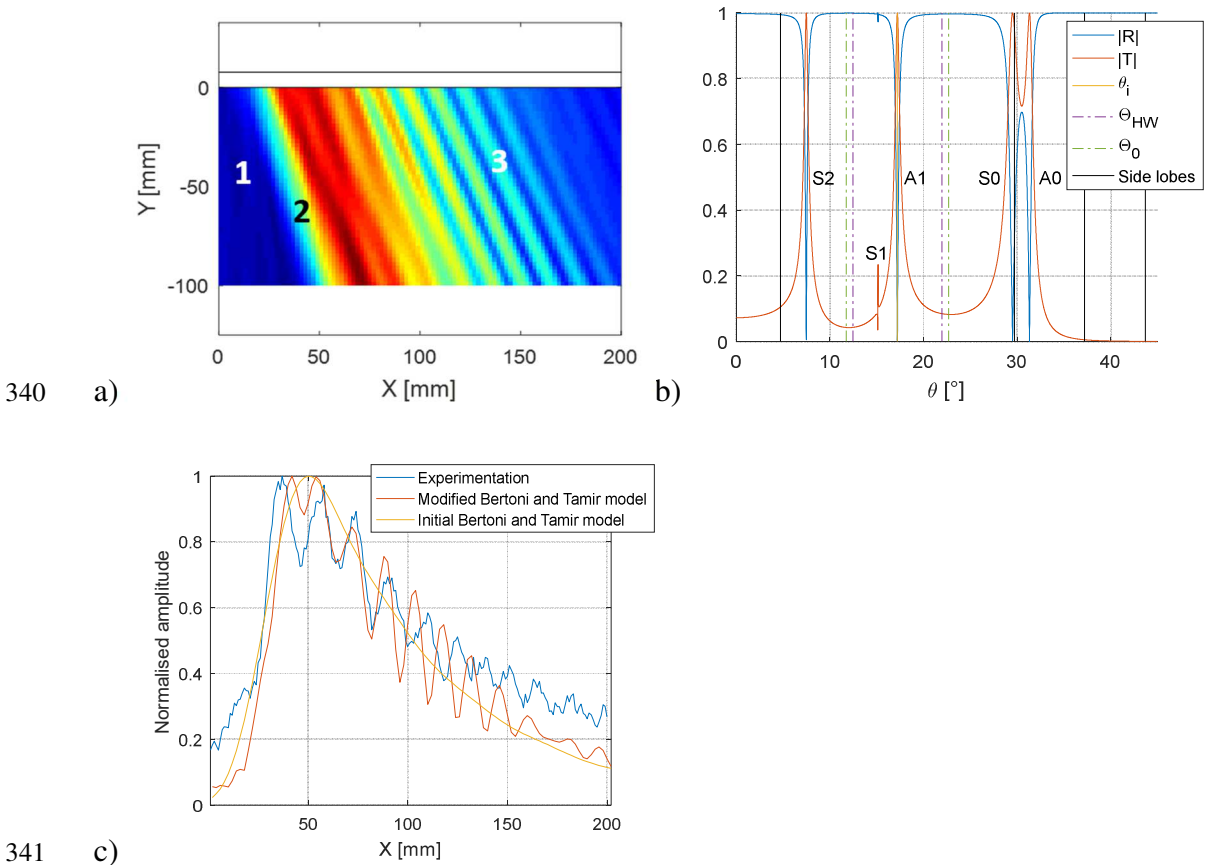 1
2
3
0
-50
-100
Y [mm]
0
50
100
150
200
X [mm]
340 a)
1
0.8
0.6
0.4
0.2
0
S2
S1
A1
S0
A0
|R|
|T|
θi
ΘHW
Θ0
Side lobes
0
10
20
30
40
θ [°]
b)
1
0.8
0.6
0.4
0.2
0
Normalised amplitude
Experimentation
Modified Bertoni and Tamir model
Initial Bertoni and Tamir model
50
100
150
200
X [mm]
341 c)